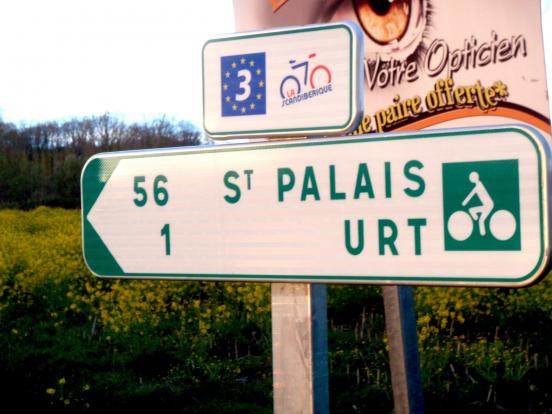 3
LA
SCANDIBERIQUE
Votre Opticien
e paire offerte*
56 ST PALAIS
1 URT